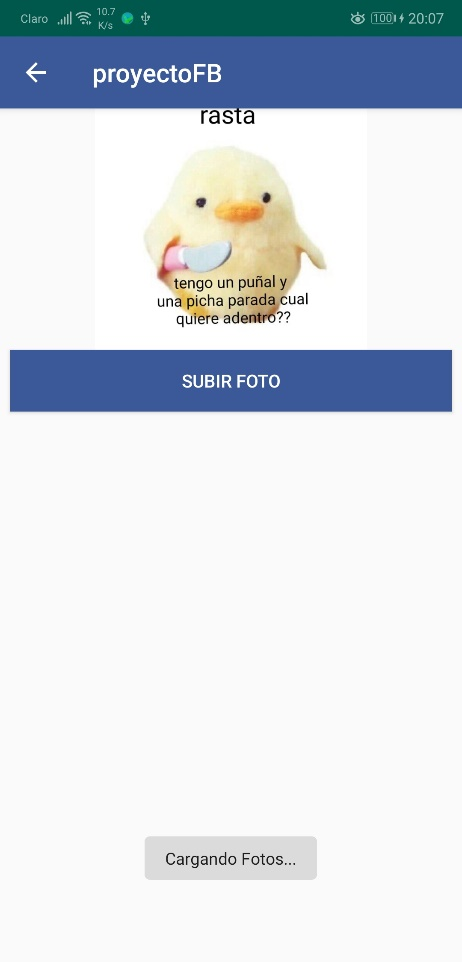 Claro 10.7 K/s 100 20:07
proyectoFB
rasta
tengo un puñal y
una picha parada cual
quiere adentro??
SUBIR FOTO
Cargando Fotos...